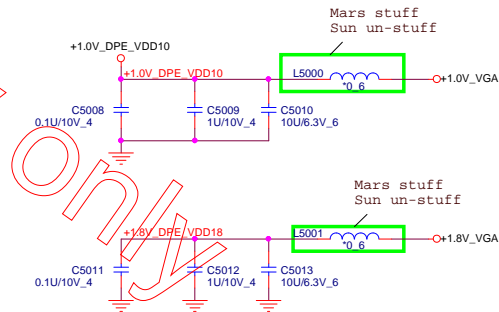 Mars stuff
Sun un-stuff
+1.0V_DPE_VDD10
+1.0V_DPE_VDD10
L5000
*0_6
+1.0V_VGA
C5008
0.1U/10V_4
C5009
1U/10V_4
C5010
10U/6.3V_6
only
Mars stuff
Sun un-stuff
+1.8V_DPE_VDD18
L5001
*0_6
+1.8V_VGA
C5011
0.1U/10V_4
C5012
1U/10V_4
C5013
10U/6.3V_6